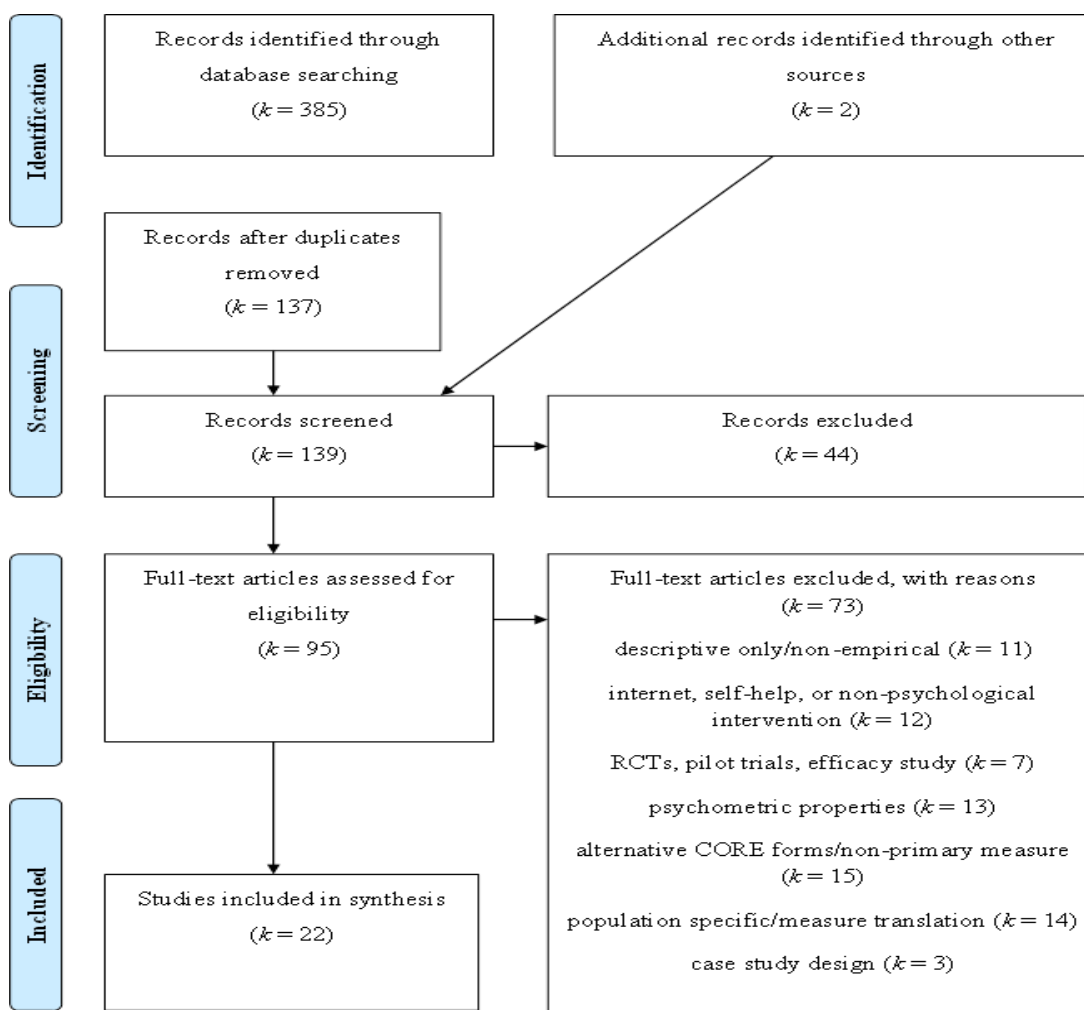 Identification
Records identified through
database searching
(k = 385)
Additional records identified through other
sources
(k = 2)
Records after duplicates
removed
(k = 137)
Screening
Records screened
(k = 139)
Records excluded
(k = 44)
Eligibility
Full-text articles assessed for
eligibility
(k = 95)
Full-text articles excluded, with reasons
(k = 73)
descriptive only/non-empirical (k = 11)
internet, self-help, or non-psychological
intervention (k = 12)
RCTs, pilot trials, efficacy study (k = 7)
psychometric properties (k = 13)
alternative CORE forms/non-primary measure
(k = 15)
population specific/measure translation (k = 14)
case study design (k = 3)
Included
Studies included in synthesis
(k = 22)